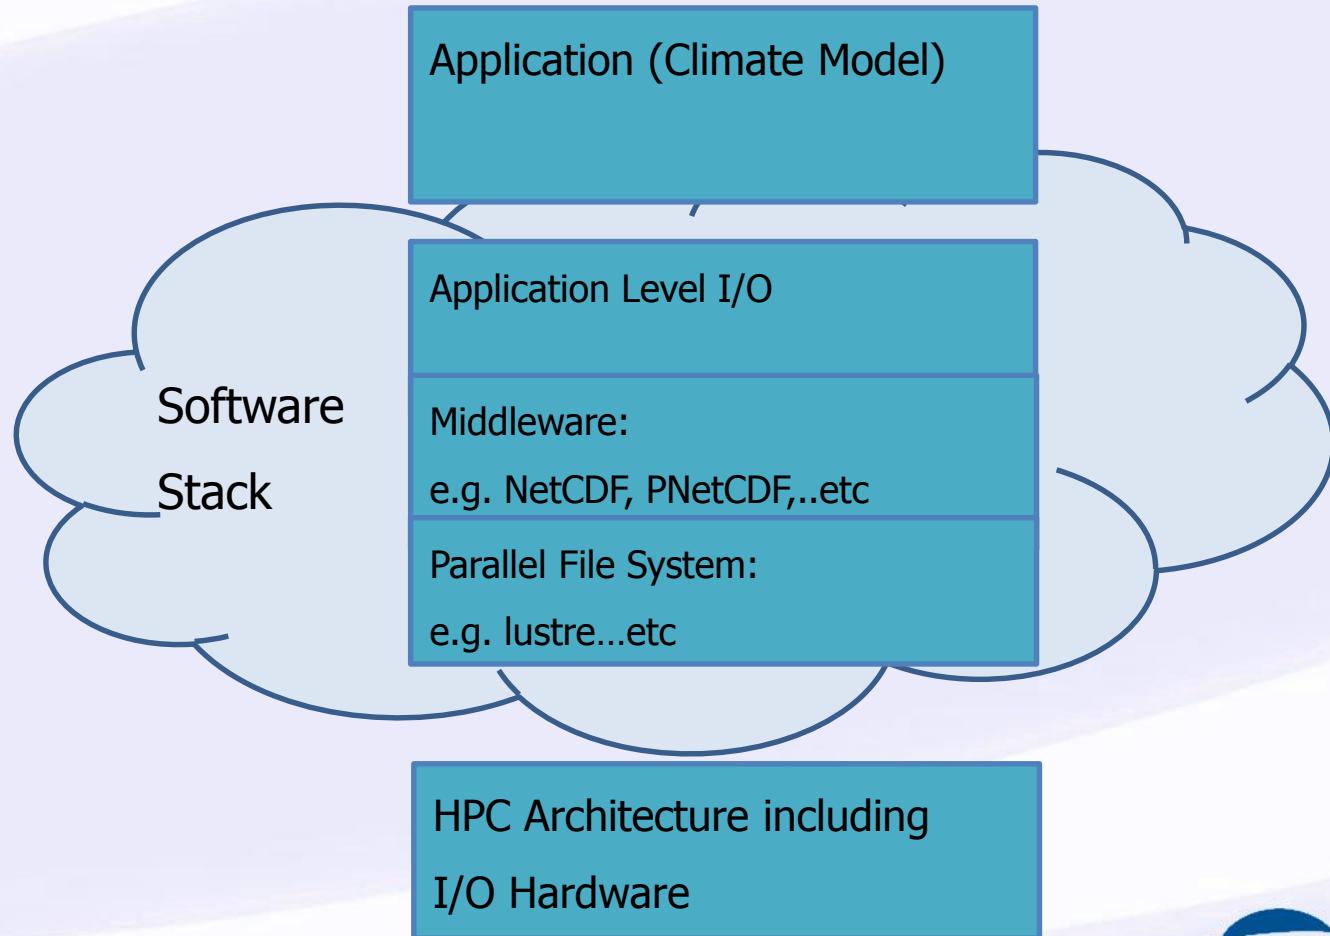 Application (Climate Model)
Application Level I/O
Software
Stack
Middleware:
e.g. NetCDF, PNetCDF,..etc
Parallel File System:
e.g. lustre…etc
HPC Architecture including
I/O Hardware